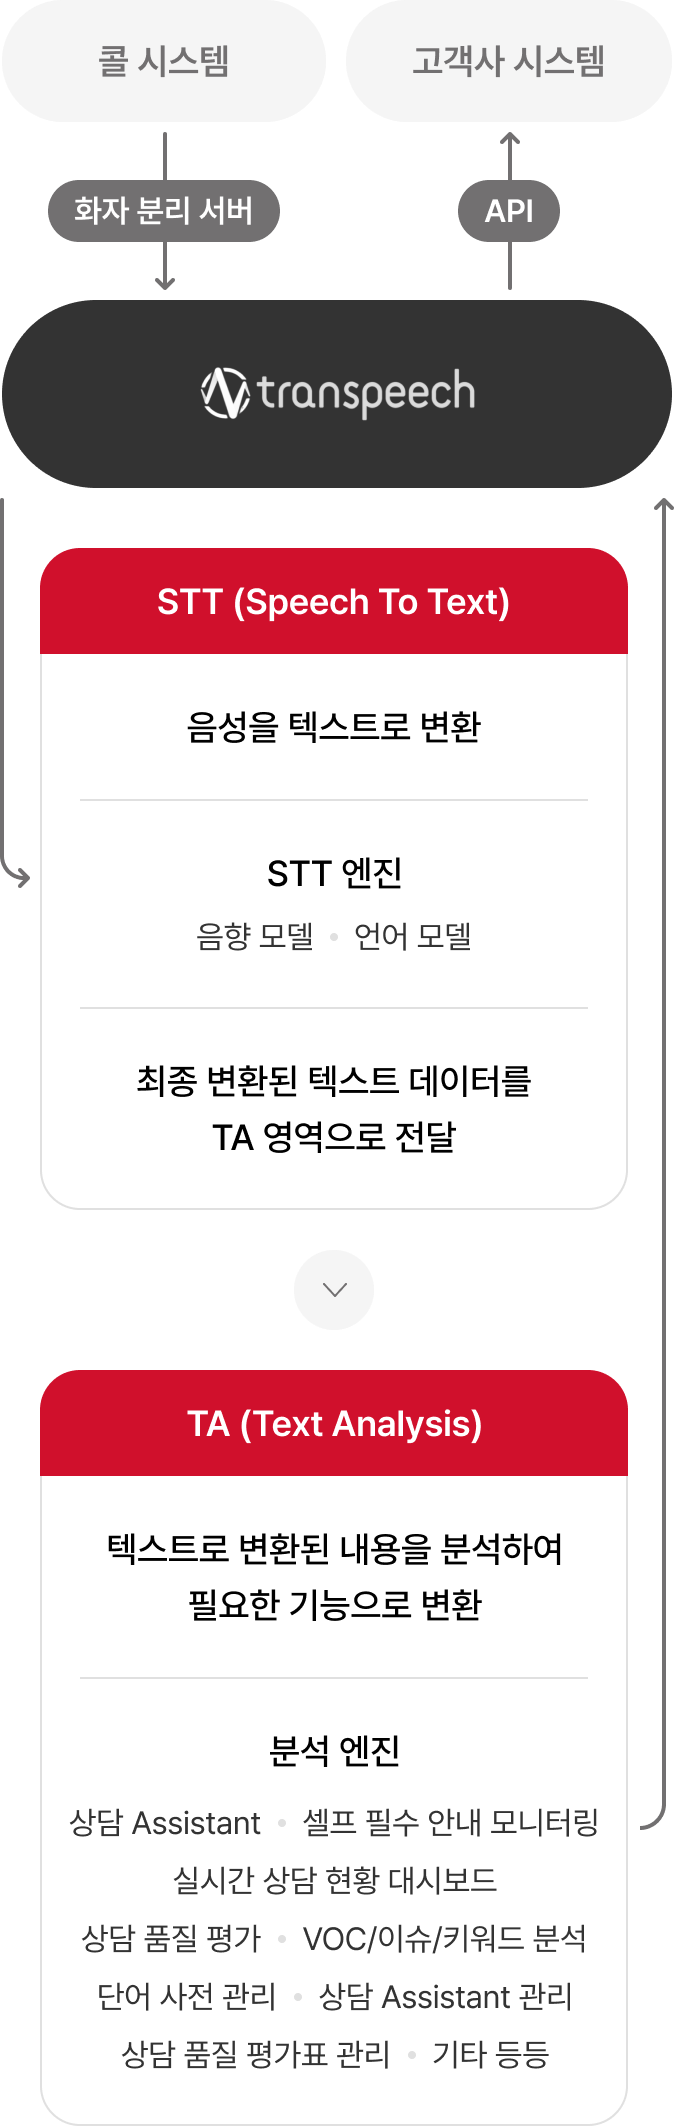 콜 시스템
고객사 시스템
화자 분리 서버
API
transpeech
STT (Speech To Text)
음성을 텍스트로 변환
STT 엔진
음향 모델 • 언어 모델
최종 변환된 텍스트 데이터를
TA 영역으로 전달
TA (Text Analysis)
텍스트로 변환된 내용을 분석하여
필요한 기능으로 변환
분석 엔진
상담 Assistant • 셀프 필수 안내 모니터링
실시간 상담 현황 대시보드
상담 품질 평가 • VOC/이슈/키워드 분석
단어 사전 관리 • 상담 Assistant 관리
상담 품질 평가표 관리 • 기타 등등